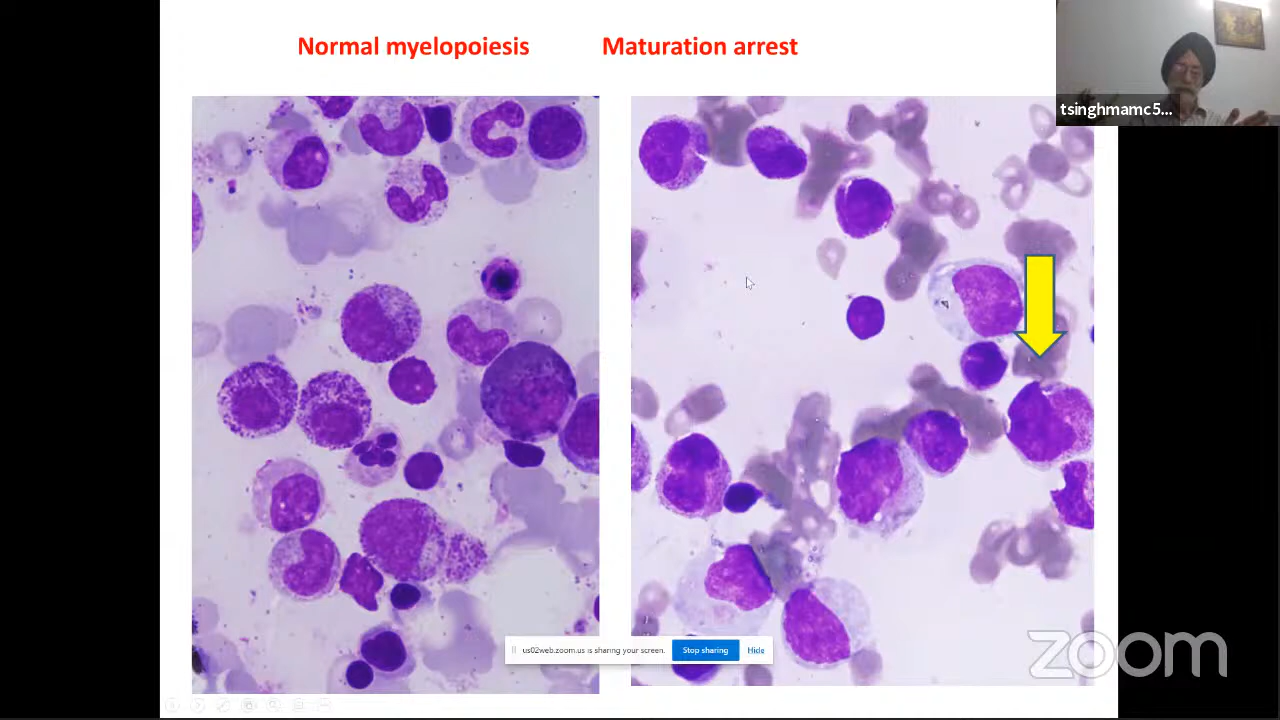 Normal myelopoiesis
Maturation arrest
tsinghmamc5...
us02web.zoom.us is sharing your screen.
Stop sharing
Hide
zoom